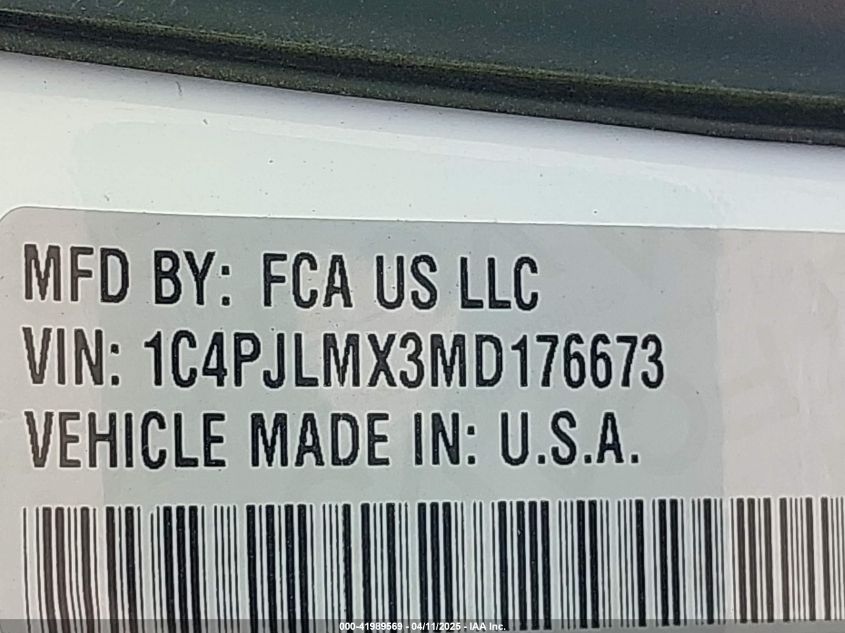 MFD BY: FCA US LLC
VIN: 1C4PJLMX3MD176673
VEHICLE MADE IN: U.S.A.
000-41989569 - 04/11/2025 - IAA Inc.